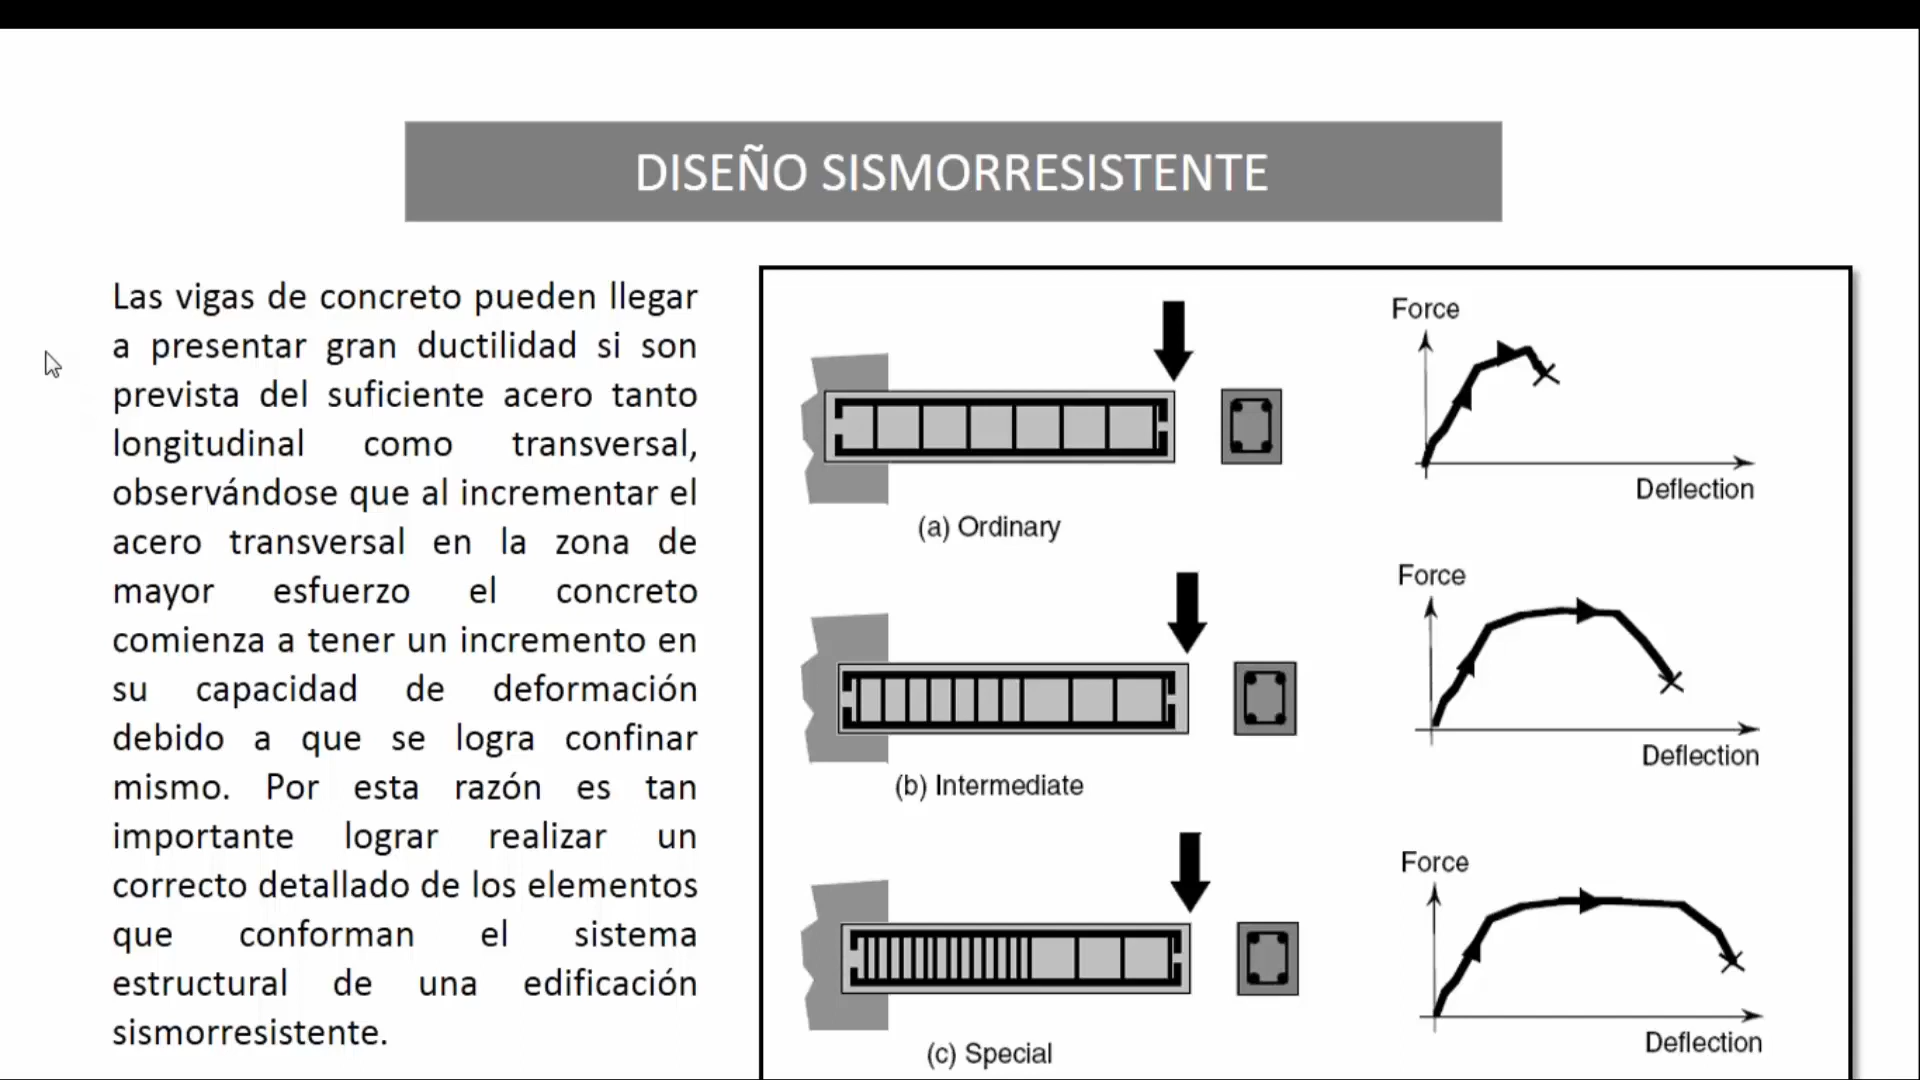 DISEÑO SISMORRESISTENTE
Las vigas de concreto pueden llegar
a presentar gran ductilidad si son
prevista del suficiente acero tanto
longitudinal como transversal,
observándose que al incrementar el
acero transversal en la zona de
mayor esfuerzo el concreto
comienza a tener un incremento en
su capacidad de deformación
debido a que se logra confinar
mismo. Por esta razón es tan
importante lograr realizar un
correcto detallado de los elementos
que conforman el sistema
estructural de una edificación
sismorresistente.
Force
Deflection
(a) Ordinary
Force
Deflection
(b) Intermediate
Force
Deflection
(c) Special